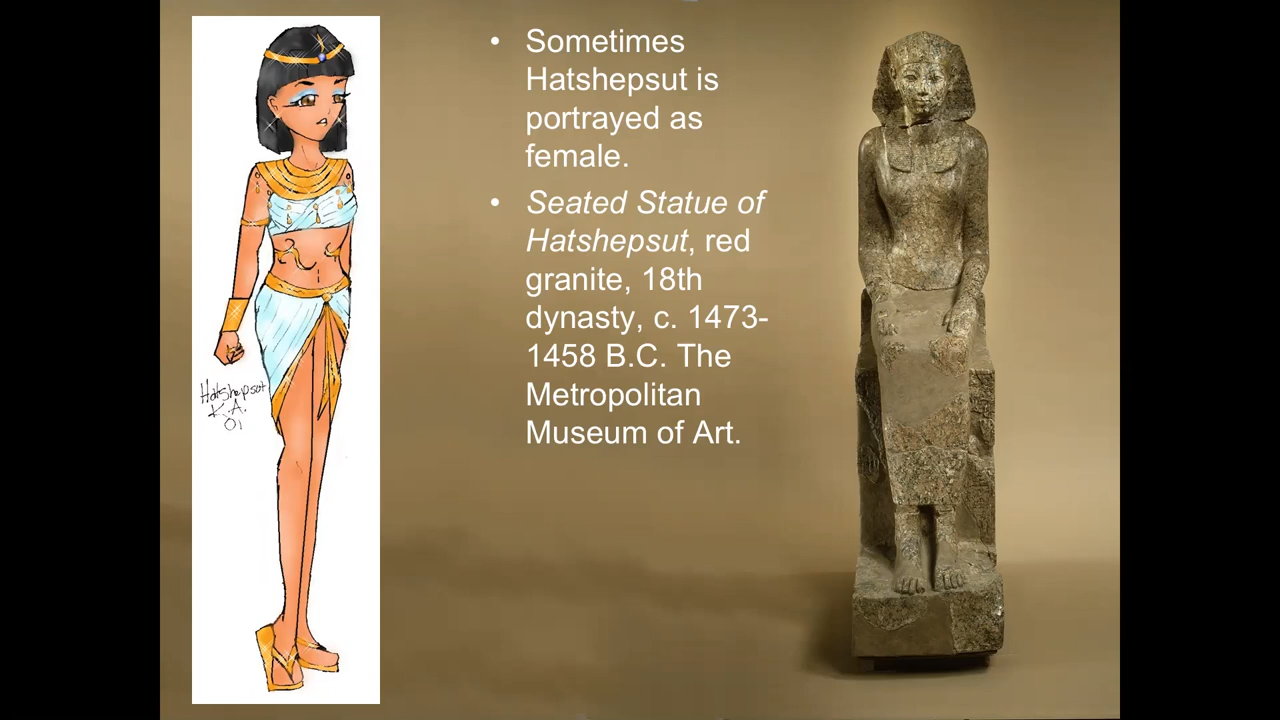 • Sometimes
Hatshepsut is
portrayed as
female.
• Seated Statue of
Hatshepsut, red
granite, 18th
dynasty, c. 1473-
1458 B.C. The
Metropolitan
Museum of Art.
Hatshepsut
K.A.
01